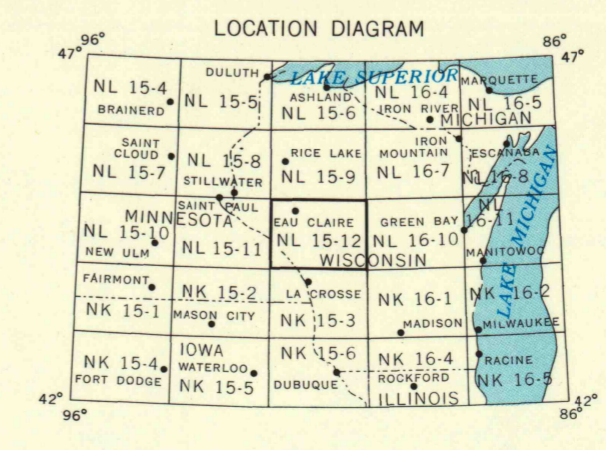 LOCATION DIAGRAM
96°
86°
47°
47°
DULUTH
LAKE SUPERIOR
MARQUETTE
NL 15-4
BRAINERD
NL 15-5
ASHLAND
NL 15-6
NL 16-4
IRON RIVER
MICHIGAN
NL 16-5
SAINT
CLOUD
NL 15-7
NL 15-8
STILLWATER
RICE LAKE
NL 15-9
IRON
MOUNTAIN
NL 16-7
ESCANABA
NL 16-8
LAKE MICHIGAN
MINNESOTA
NL 15-10
NEW ULM
SAINT PAUL
NL 15-11
EAU CLAIRE
NL 15-12
WISCONSIN
GREEN BAY
NL 16-10
NL
16-11
MANITOWOC
FAIRMONT
NK 15-1
NK 15-2
MASON CITY
LA CROSSE
NK 15-3
NK 16-1
MADISON
NK 16-2
MILWAUKEE
NK 15-4
FORT DODGE
IOWA
WATERLOO
NK 15-5
NK 15-6
DUBUQUE
NK 16-4
ROCKFORD
ILLINOIS
RACINE
NK 16-5
42°
42°
96°
86°